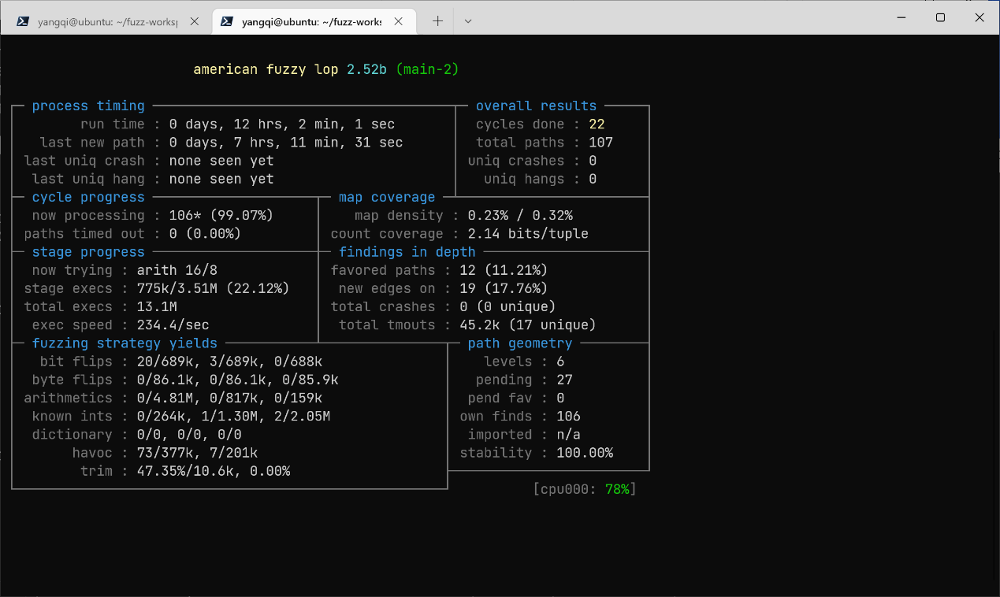 yangqi@ubuntu: ~/fuzz-works
yangqi@ubuntu: ~/fuzz-works
american fuzzy lop 2.52b (main-2)
process timing
run time : 0 days, 12 hrs, 2 min, 1 sec
last new path : 0 days, 7 hrs, 11 min, 31 sec
last uniq crash : none seen yet
last uniq hang : none seen yet
overall results
cycles done : 22
total paths : 107
uniq crashes : 0
uniq hangs : 0
cycle progress
now processing : 106* (99.07%)
paths timed out : 0 (0.00%)
map coverage
map density : 0.23% / 0.32%
count coverage : 2.14 bits/tuple
stage progress
now trying : arith 16/8
stage execs : 775k/3.51M (22.12%)
total execs : 13.1M
exec speed : 234.4/sec
findings in depth
favored paths : 12 (11.21%)
new edges on : 19 (17.76%)
total crashes : 0 (0 unique)
total tmouts : 45.2k (17 unique)
fuzzing strategy yields
bit flips : 20/689k, 3/689k, 0/688k
byte flips : 0/86.1k, 0/86.1k, 0/85.9k
arithmetics : 0/4.81M, 0/817k, 0/159k
known ints : 0/264k, 1/1.30M, 2/2.05M
dictionary : 0/0, 0/0, 0/0
havoc : 73/377k, 7/201k
trim : 47.35%/10.6k, 0.00%
path geometry
levels : 6
pending : 27
pend fav : 0
own finds : 106
imported : n/a
stability : 100.00%
[cpu000: 78%]